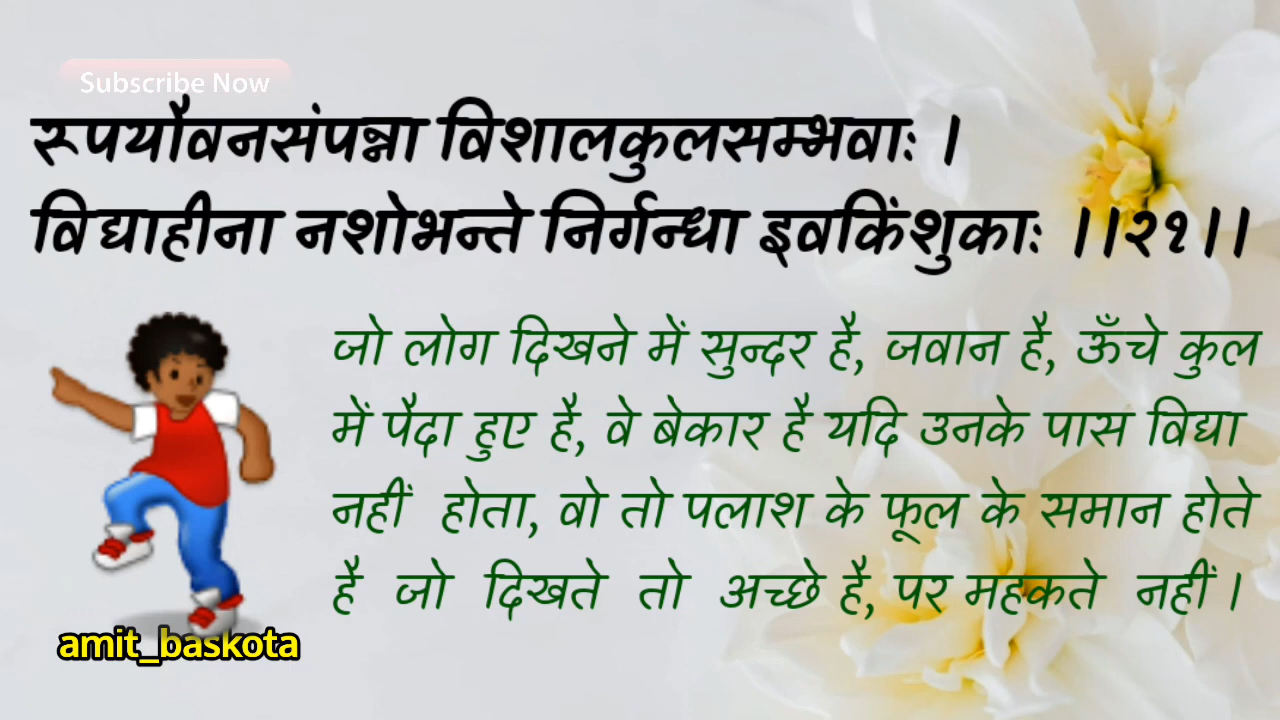 Subscribe Now
रूपयौवनसंपन्ना विशालकुलसम्भवाः ।
विद्याहीना नशोभन्ते निर्गन्धा इवकिंशुकाः ।।२१।।
जो लोग दिखने में सुन्दर है, जवान है, ऊँचे कुल
में पैदा हुए है, वे बेकार है यदि उनके पास विद्या
नहीं होता, वो तो पलाश के फूल के समान होते
है जो दिखते तो अच्छे है, पर महकते नहीं ।
amit_baskota